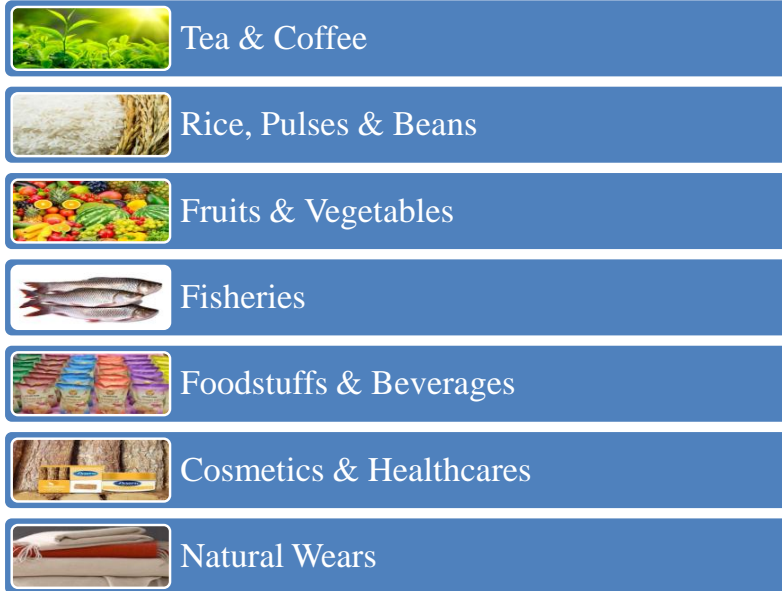 Tea & Coffee
Rice, Pulses & Beans
Fruits & Vegetables
Fisheries
Foodstuffs & Beverages
Cosmetics & Healthcares
Natural Wears